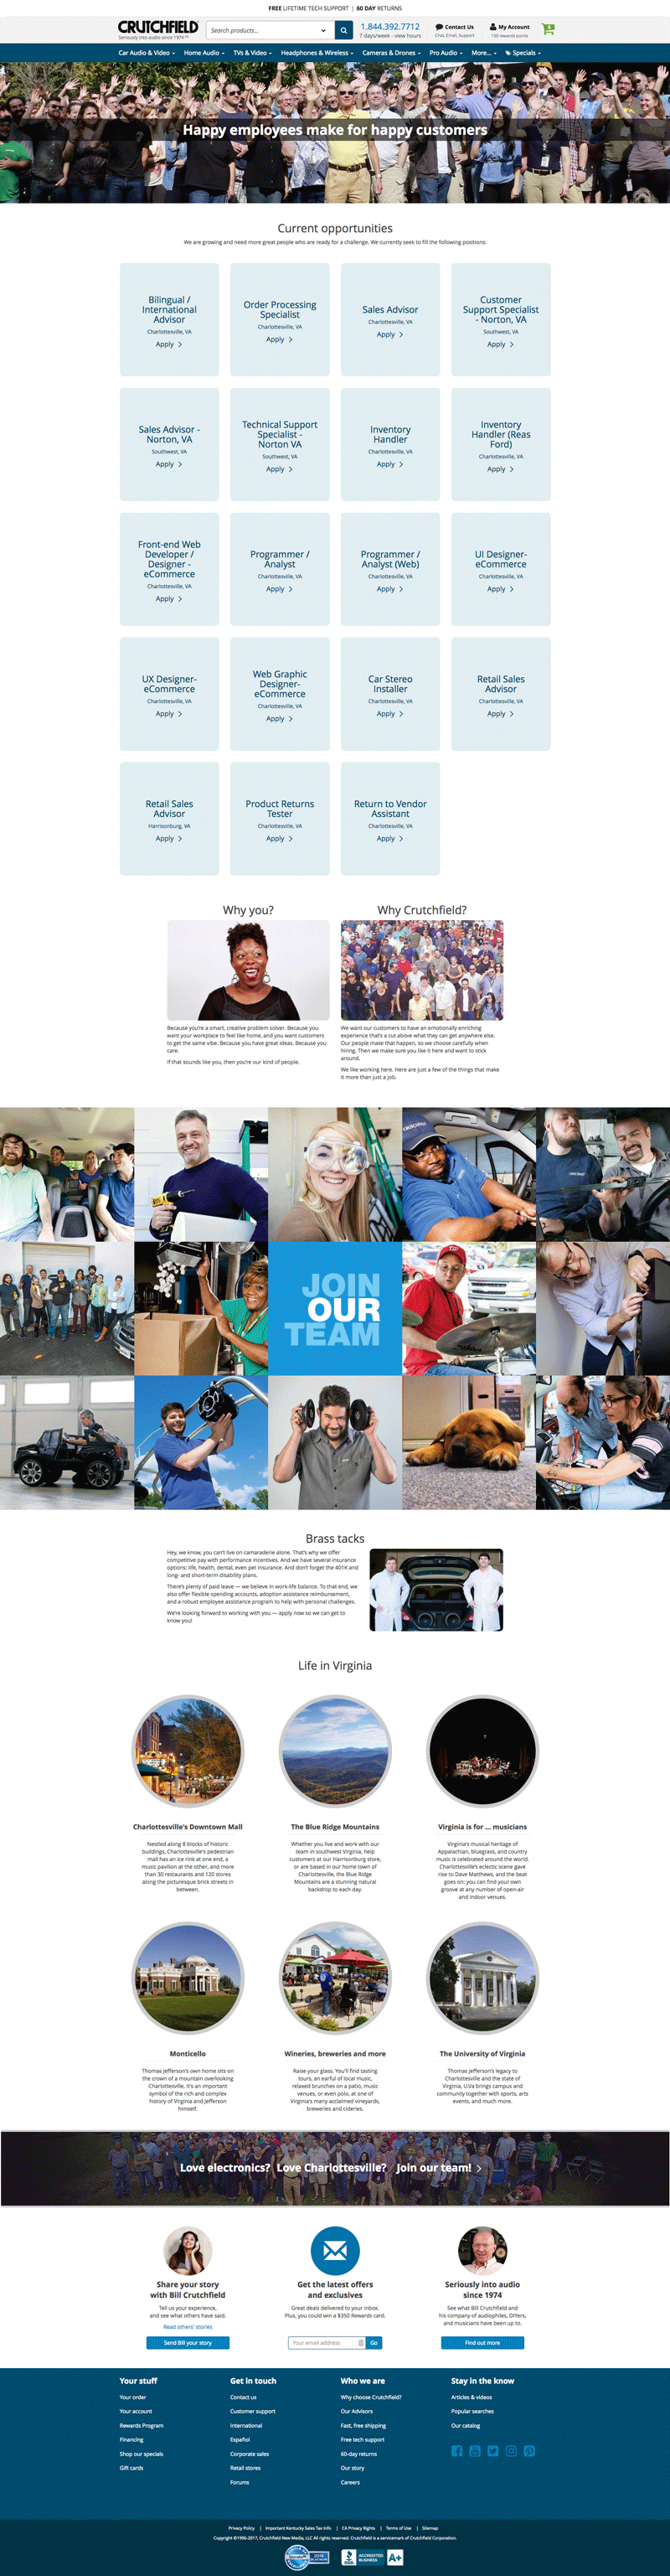 FREE LIFETIME TECH SUPPORT | 60 DAY RETURNS
CRUTCHFIELD
Seriously into audio since 1974
Search products...
1.844.392.7712
7 days/week - view hours
Contact Us
Chat, Email, Support
My Account
150 rewards points
Car Audio & Video
Home Audio
TVs & Video
Headphones & Wireless
Cameras & Drones
Pro Audio
More...
Specials
Happy employees make for happy customers
Current opportunities
We are growing and need more great people who are ready for a challenge. We currently seek to fill the following positions:
Bilingual /
International
Advisor
Charlottesville, VA
Apply >
Order Processing
Specialist
Charlottesville, VA
Apply >
Sales Advisor
Charlottesville, VA
Apply >
Customer
Support Specialist
- Norton, VA
Southwest, VA
Apply >
Sales Advisor -
Norton, VA
Southwest, VA
Apply >
Technical Support
Specialist -
Norton VA
Southwest, VA
Apply >
Inventory
Handler
Charlottesville, VA
Apply >
Inventory
Handler (Reas
Ford)
Charlottesville, VA
Apply >
Front-end Web
Developer /
Designer -
eCommerce
Charlottesville, VA
Apply >
Programmer /
Analyst
Charlottesville, VA
Apply >
Programmer /
Analyst (Web)
Charlottesville, VA
Apply >
UI Designer-
eCommerce
Charlottesville, VA
Apply >
UX Designer-
eCommerce
Charlottesville, VA
Apply >
Web Graphic
Designer-
eCommerce
Charlottesville, VA
Apply >
Car Stereo
Installer
Charlottesville, VA
Apply >
Retail Sales
Advisor
Charlottesville, VA
Apply >
Retail Sales
Advisor
Harrisonburg, VA
Apply >
Product Returns
Tester
Charlottesville, VA
Apply >
Return to Vendor
Assistant
Charlottesville, VA
Apply >
Why you?
Because you're a smart, creative problem solver. Because you
want your workplace to feel like home, and you want customers
to get the same vibe. Because you have great ideas. Because you
care.
If that sounds like you, then you're our kind of people.
Why Crutchfield?
We want our customers to have an emotionally enriching
experience that's a cut above what they can get anywhere else.
Our people make that happen, so we choose carefully when
hiring. Then we make sure you like it here and want to stick
around.
We like working here. Here are just a few of the things that make
it more than just a job.
JOIN
OUR
TEAM
Brass tacks
Hey, we know, you can't live on camaraderie alone. That's why we offer
competitive pay with performance incentives. And we have several insurance
options: life, health, dental, even pet insurance. And don't forget the 401K and
long- and short-term disability plans.
There's plenty of paid leave — we believe in work-life balance. To that end, we
also offer flexible spending accounts, adoption assistance reimbursement,
and a robust employee assistance program to help with personal challenges.
We're looking forward to working with you — apply now so we can get to
know you!
Life in Virginia
Charlottesville's Downtown Mall
Nestled along 8 blocks of historic
buildings, Charlottesville's pedestrian
mall has an ice rink at one end, a
music pavilion at the other, and more
than 30 restaurants and 120 stores
along the picturesque brick streets in
between.
The Blue Ridge Mountains
Whether you live and work with our
team in southwest Virginia, help
customers at our Harrisonburg store,
or are based in our home town of
Charlottesville, the Blue Ridge
Mountains are a stunning natural
backdrop to each day.
Virginia is for ... musicians
Virginia's musical heritage of
Appalachian, bluegrass, and country
music is celebrated around the world.
Charlottesville's eclectic scene gave
rise to Dave Matthews, and the beat
goes on; you can find your own
groove at any number of open-air
and indoor venues.
Monticello
Thomas Jefferson's own home sits on
the crown of a mountain overlooking
Charlottesville. It's an important
symbol of the rich and complex
history of Virginia and Jefferson
himself.
Wineries, breweries and more
Raise your glass. You'll find tasting
tours, an earful of local music,
relaxed brunches on a patio, music
venues, or even polo, at one of
Virginia's many acclaimed vineyards,
breweries and cideries.
The University of Virginia
Thomas Jefferson's legacy to
Charlottesville and the state of
Virginia, UVa brings campus and
community together with sports, arts
events, and much more.
Love electronics? Love Charlottesville? Join our team! >
Share your story
with Bill Crutchfield
Tell us your experience,
and see what others have said.
Read others' stories
Send Bill your story
Get the latest offers
and exclusives
Great deals delivered to your inbox.
Plus, you could win a $350 Rewards card.
Your email address
Go
Seriously into audio
since 1974
See what Bill Crutchfield and
his company of audiophiles, DIYers,
and musicians have been up to.
Find out more
Your stuff
Your order
Your account
Rewards Program
Financing
Shop our specials
Gift cards
Get in touch
Contact us
Customer support
International
Español
Corporate sales
Retail stores
Forums
Who we are
Why choose Crutchfield?
Our Advisors
Fast, free shipping
Free tech support
60-day returns
Our story
Careers
Stay in the know
Articles & videos
Popular searches
Our catalog
Privacy Policy | Important Kentucky Sales Tax Info | CA Privacy Rights | Terms of Use | Sitemap
Copyright ©1996-2017, Crutchfield New Media, LLC All rights reserved. Crutchfield is a servicemark of Crutchfield Corporation.
ACCREDITED
BUSINESS
A+